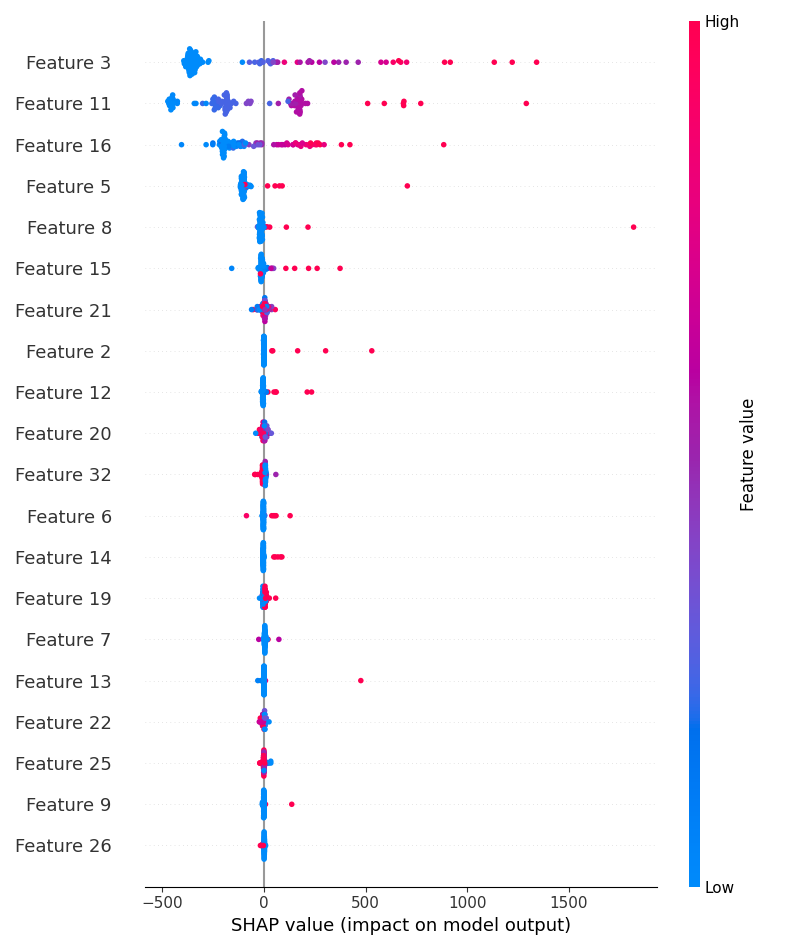 High
Feature 3
Feature 11
Feature 16
Feature 5
Feature 8
Feature 15
Feature 21
Feature 2
Feature 12
Feature 20
Feature 32
Feature 6
Feature 14
Feature 19
Feature 7
Feature 13
Feature 22
Feature 25
Feature 9
Feature 26
Feature value
Low
−500 0 500 1000 1500
SHAP value (impact on model output)